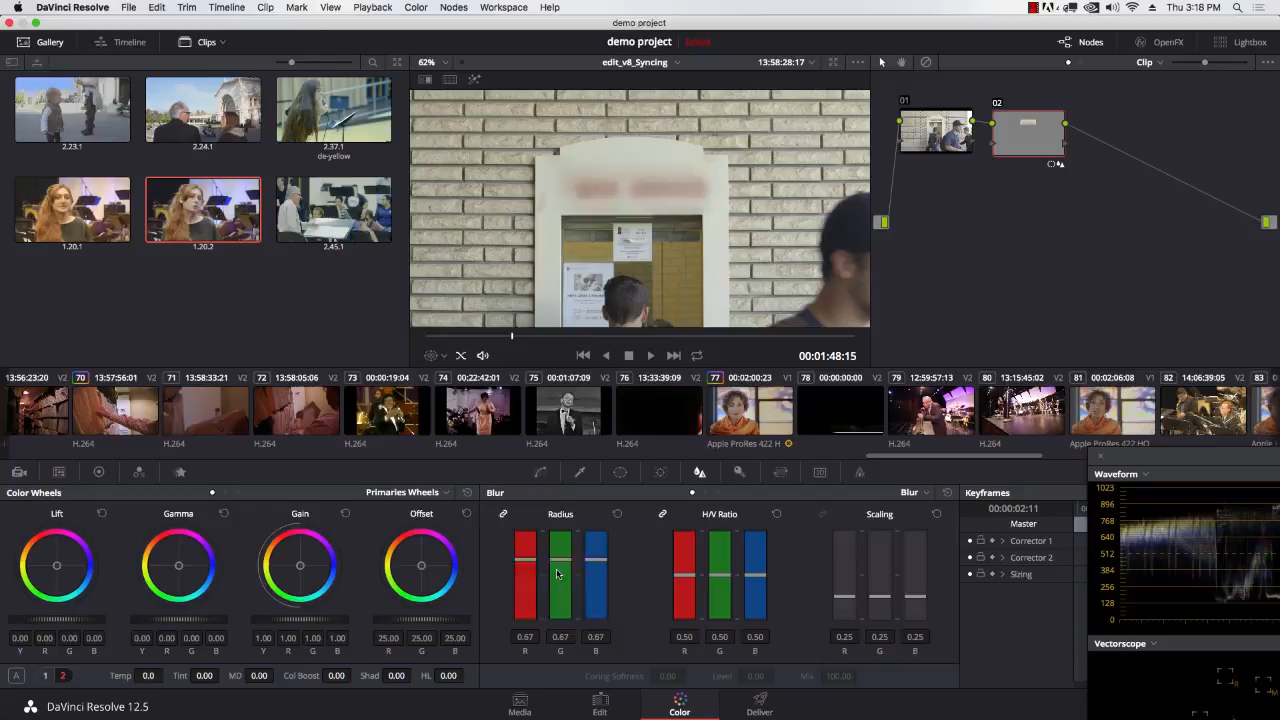 DaVinci Resolve File Edit Trim Timeline Clip Mark View Playback Color Nodes Workspace Help Thu 3:18 PM
demo project
Gallery Timeline Clips demo project Edited Nodes OpenFX Lightbox
62% edit_v8_Syncing 13:58:28:17 Clip
01 02
2.23.1 2.24.1 2.37.1
de-yellow
1.20.1 1.20.2 2.45.1
00:01:48:15
13:56:23:20 V2 70 13:57:56:01 V2 71 13:58:33:21 V2 72 13:58:05:06 V2 73 00:00:19:04 V2 74 00:22:42:01 V2 75 00:01:07:09 V2 76 13:33:39:09 V2 77 00:02:00:23 V1 78 00:00:00:00 V2 79 12:59:57:13 V2 80 13:15:45:02 V2 81 00:02:06:08 V2 82 14:06:39:05 V2 83
H.264 H.264 H.264 H.264 H.264 H.264 H.264 Apple ProRes 422 H H.264 H.264 Apple ProRes 422 HQ
Waveform
Color Wheels Primaries Wheels Blur Blur Keyframes
1023
896
768
640
512
384
256
128
0
Lift Gamma Gain Offset Radius H/V Ratio Scaling
00:00:02:11
Master
Corrector 1
Corrector 2
Sizing
0.00 0.00 0.00 0.00 0.00 0.00 0.00 0.00 1.00 1.00 1.00 1.00 25.00 25.00 25.00 0.67 0.67 0.67 0.50 0.50 0.50 0.25 0.25 0.25
Y R G B Y R G B Y R G B R G B R G B R G B R G B
Vectorscope
A 1 2 Temp 0.0 Tint 0.00 MD 0.00 Col Boost 0.00 Shad 0.00 HL 0.00 Coring Softness 0.00 Level 0.00 Mix 100.00
DaVinci Resolve 12.5 Media Edit Color Deliver